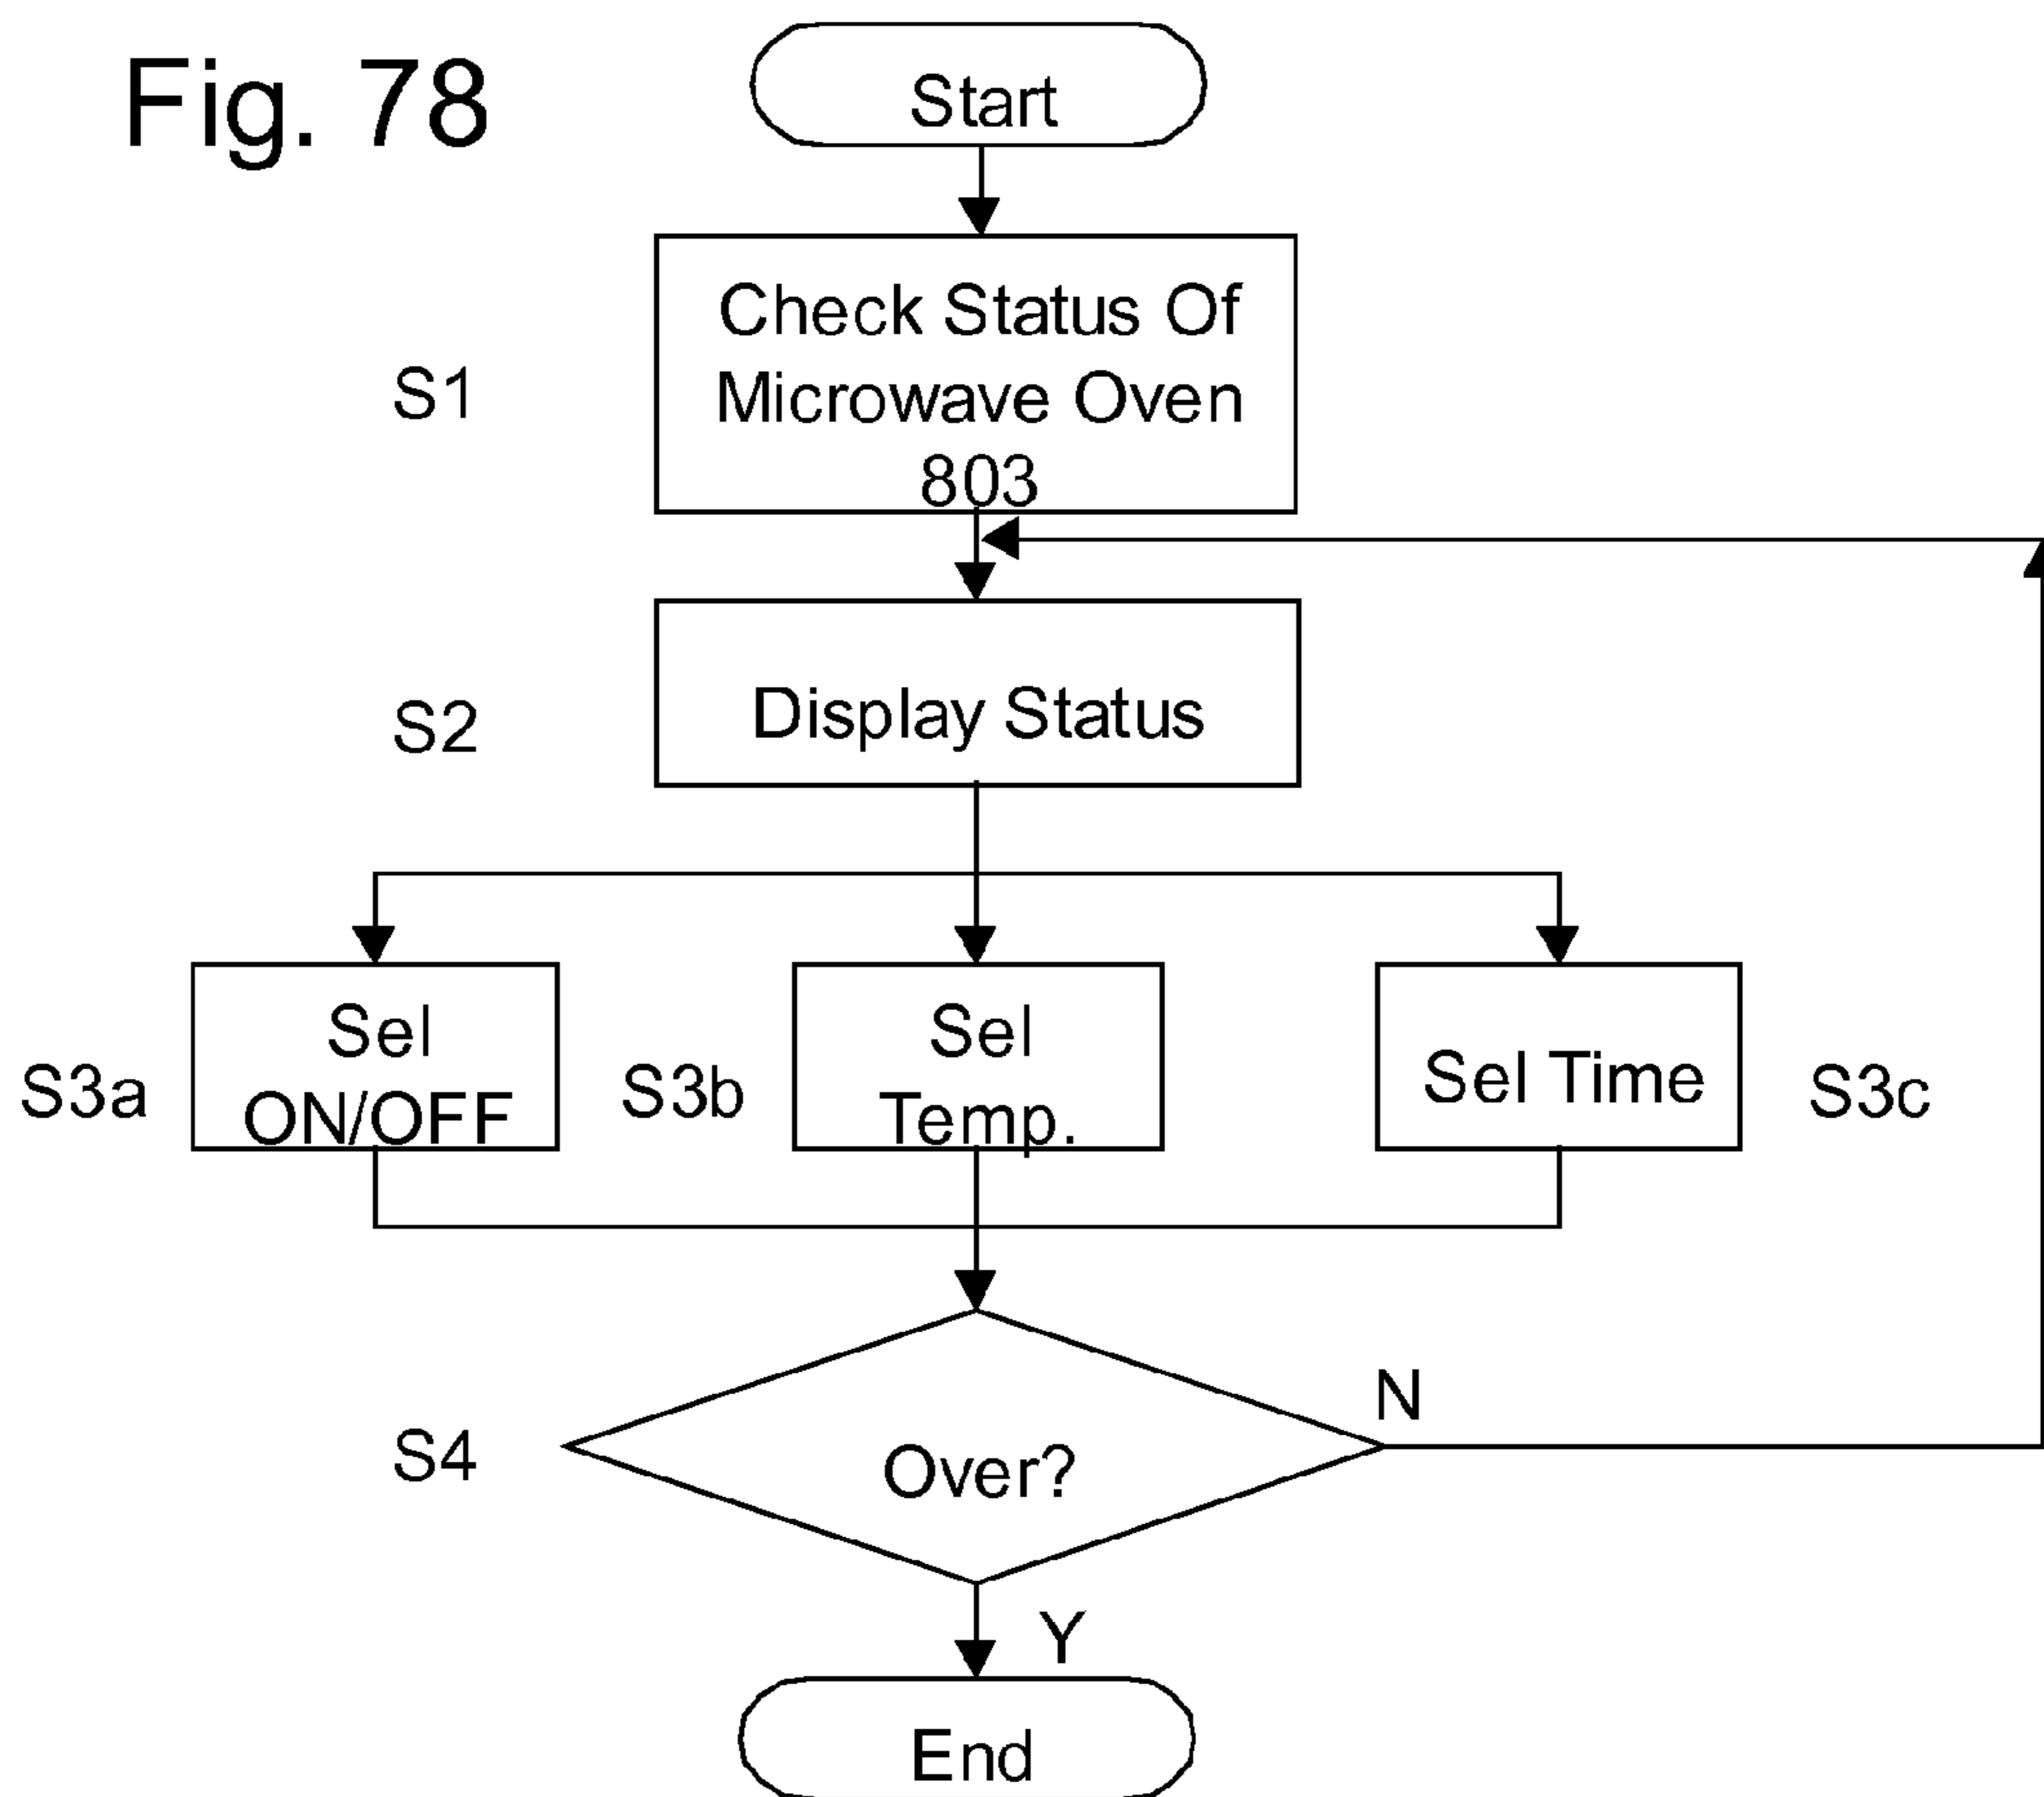 Fig. 78
Start
S1
Check Status Of
Microwave Oven
803
S2
Display Status
S3a
Sel
ON/OFF
S3b
Sel
Temp.
Sel Time
S3c
S4
Over?
N
Y
End